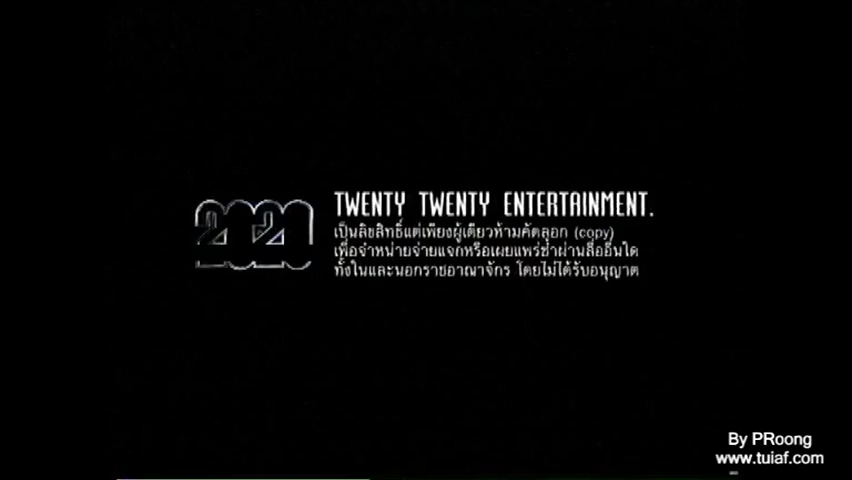 2020
TWENTY TWENTY ENTERTAINMENT.
เป็นลิขสิทธิ์แต่เพียงผู้เดียวห้ามคัดลอก (copy)
เพื่อจำหน่ายจ่ายแจกหรือเผยแพร่ซ้ำผ่านสื่ออื่นใด
ทั้งในและนอกราชอาณาจักร โดยไม่ได้รับอนุญาต
By PRoong
www.tuiaf.com